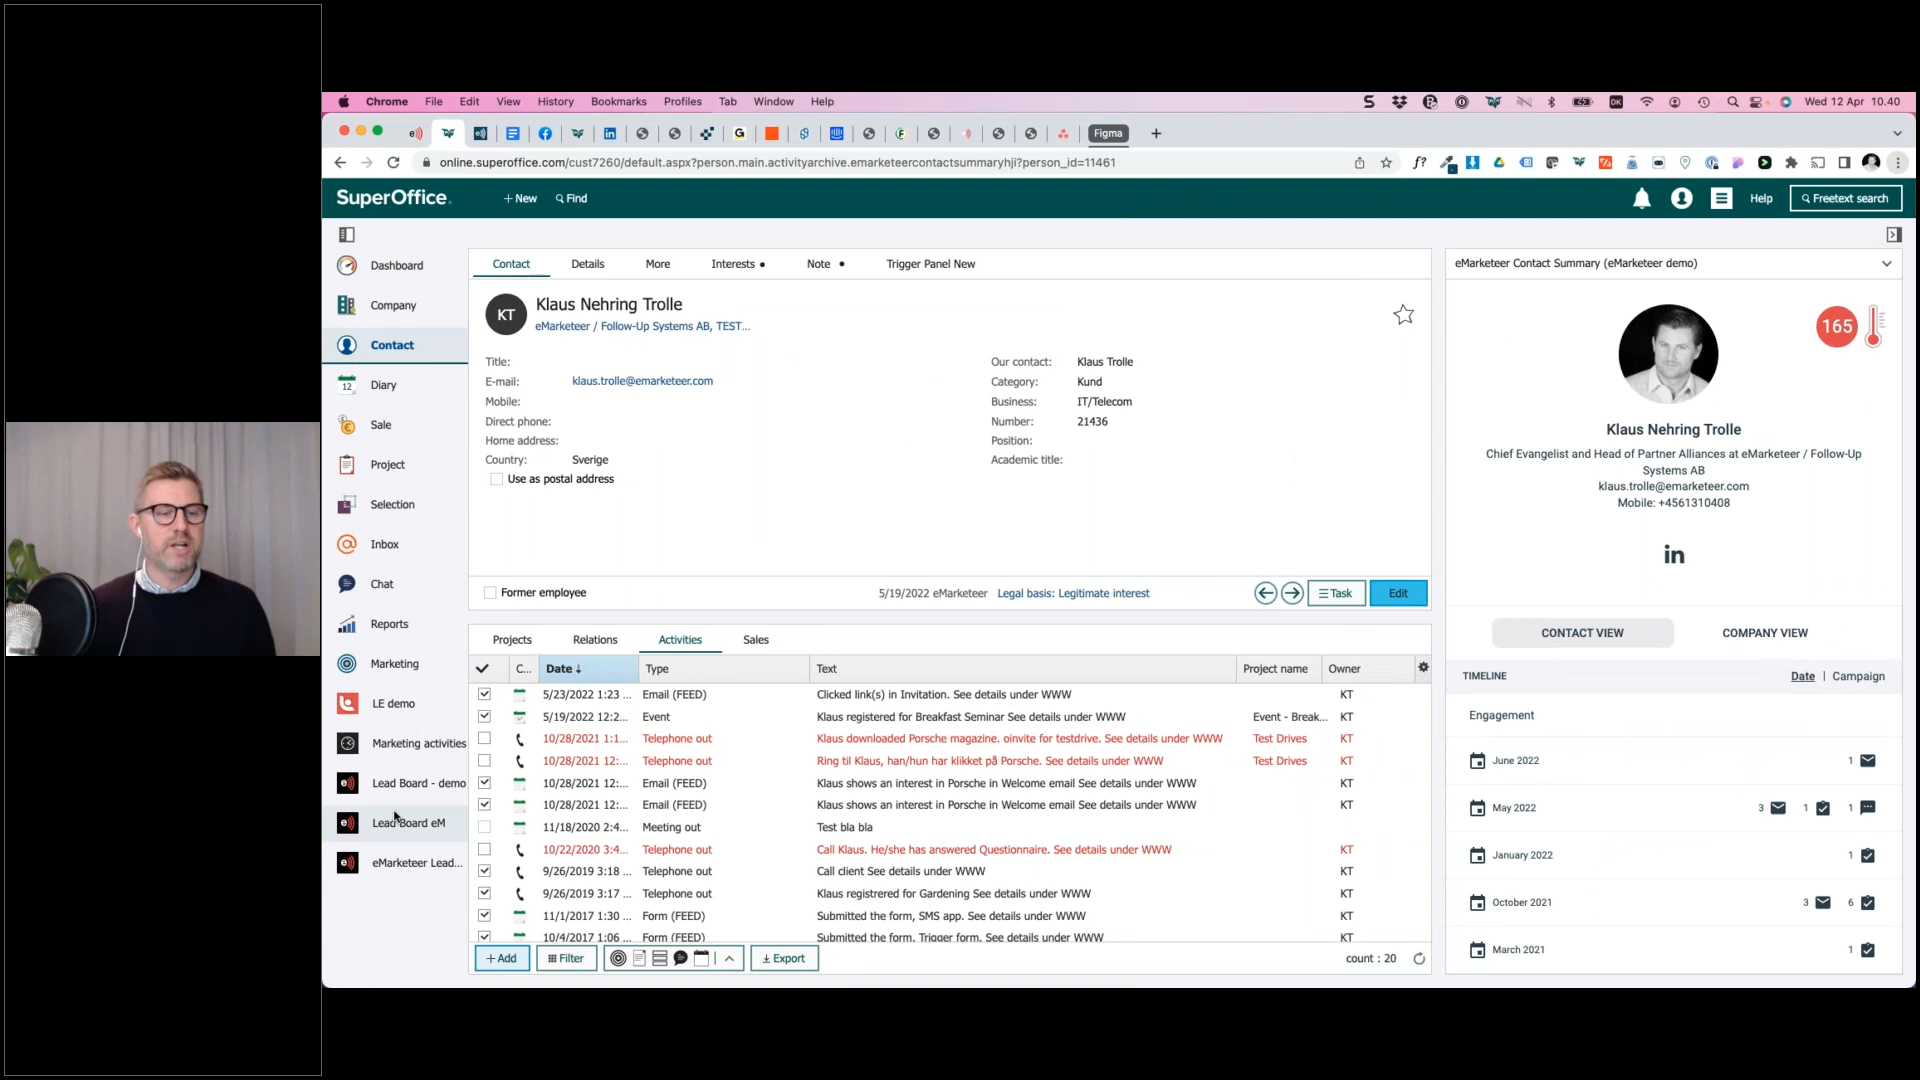 Chrome File Edit View History Bookmarks Profiles Tab Window Help
Wed 12 Apr 10.40
Figma
online.superoffice.com/cust7260/default.aspx?person.main.activityarchive.emarketeercontactsummaryhji?person_id=11461
SuperOffice.
+ New Find
Help Freetext search
Dashboard
Company
Contact
12 Diary
Sale
Project
Selection
Inbox
Chat
Reports
Marketing
LE demo
Marketing activities
Lead Board - demo
Lead Board eM
eMarketeer Lead...
Contact Details More Interests • Note • Trigger Panel New
KT
Klaus Nehring Trolle
eMarketeer / Follow-Up Systems AB, TEST...
Title:
E-mail: klaus.trolle@emarketeer.com
Mobile:
Direct phone:
Home address:
Country: Sverige
Use as postal address
Our contact: Klaus Trolle
Category: Kund
Business: IT/Telecom
Number: 21436
Position:
Academic title:
Former employee
5/19/2022 eMarketeer Legal basis: Legitimate interest
Task Edit
Projects Relations Activities Sales
C... Date ↓ Type Text Project name Owner
5/23/2022 1:23 ... Email (FEED) Clicked link(s) in Invitation. See details under WWW KT
5/19/2022 12:2... Event Klaus registered for Breakfast Seminar See details under WWW Event - Break... KT
10/28/2021 1:1... Telephone out Klaus downloaded Porsche magazine. oinvite for testdrive. See details under WWW Test Drives KT
10/28/2021 12:... Telephone out Ring til Klaus, han/hun har klikket på Porsche. See details under WWW Test Drives KT
10/28/2021 12:... Email (FEED) Klaus shows an interest in Porsche in Welcome email See details under WWW KT
10/28/2021 12:... Email (FEED) Klaus shows an interest in Porsche in Welcome email See details under WWW KT
11/18/2020 2:4... Meeting out Test bla bla KT
10/22/2020 3:4... Telephone out Call Klaus. He/she has answered Questionnaire. See details under WWW KT
9/26/2019 3:18 ... Telephone out Call client See details under WWW KT
9/26/2019 3:17 ... Telephone out Klaus registrered for Gardening See details under WWW KT
11/1/2017 1:30 ... Form (FEED) Submitted the form, SMS app. See details under WWW KT
10/4/2017 1:06 ... Form (FEED) Submitted the form, Trigger form. See details under WWW KT
+ Add Filter Export count : 20
eMarketeer Contact Summary (eMarketeer demo)
165
Klaus Nehring Trolle
Chief Evangelist and Head of Partner Alliances at eMarketeer / Follow-Up
Systems AB
klaus.trolle@emarketeer.com
Mobile: +4561310408
in
CONTACT VIEW COMPANY VIEW
TIMELINE Date | Campaign
Engagement
June 2022 1
May 2022 3 1 1
January 2022 1
October 2021 3 6
March 2021 1